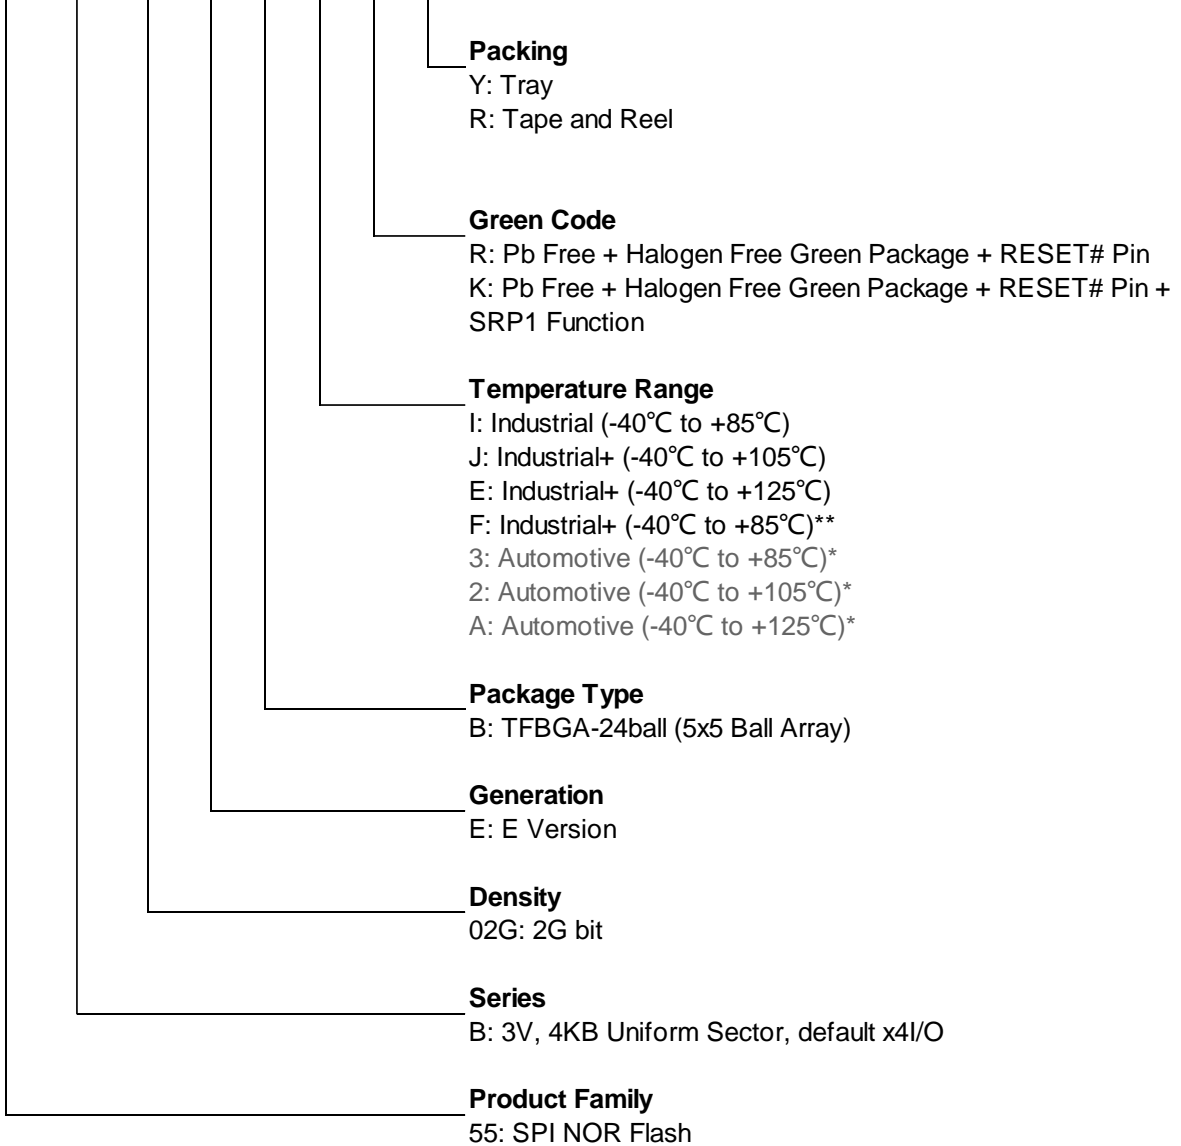 Packing
Y: Tray
R: Tape and Reel
Green Code
R: Pb Free + Halogen Free Green Package + RESET# Pin
K: Pb Free + Halogen Free Green Package + RESET# Pin +
SRP1 Function
Temperature Range
I: Industrial (-40℃ to +85℃)
J: Industrial+ (-40℃ to +105℃)
E: Industrial+ (-40℃ to +125℃)
F: Industrial+ (-40℃ to +85℃)**
3: Automotive (-40℃ to +85℃)*
2: Automotive (-40℃ to +105℃)*
A: Automotive (-40℃ to +125℃)*
Package Type
B: TFBGA-24ball (5x5 Ball Array)
Generation
E: E Version
Density
02G: 2G bit
Series
B: 3V, 4KB Uniform Sector, default x4I/O
Product Family
55: SPI NOR Flash